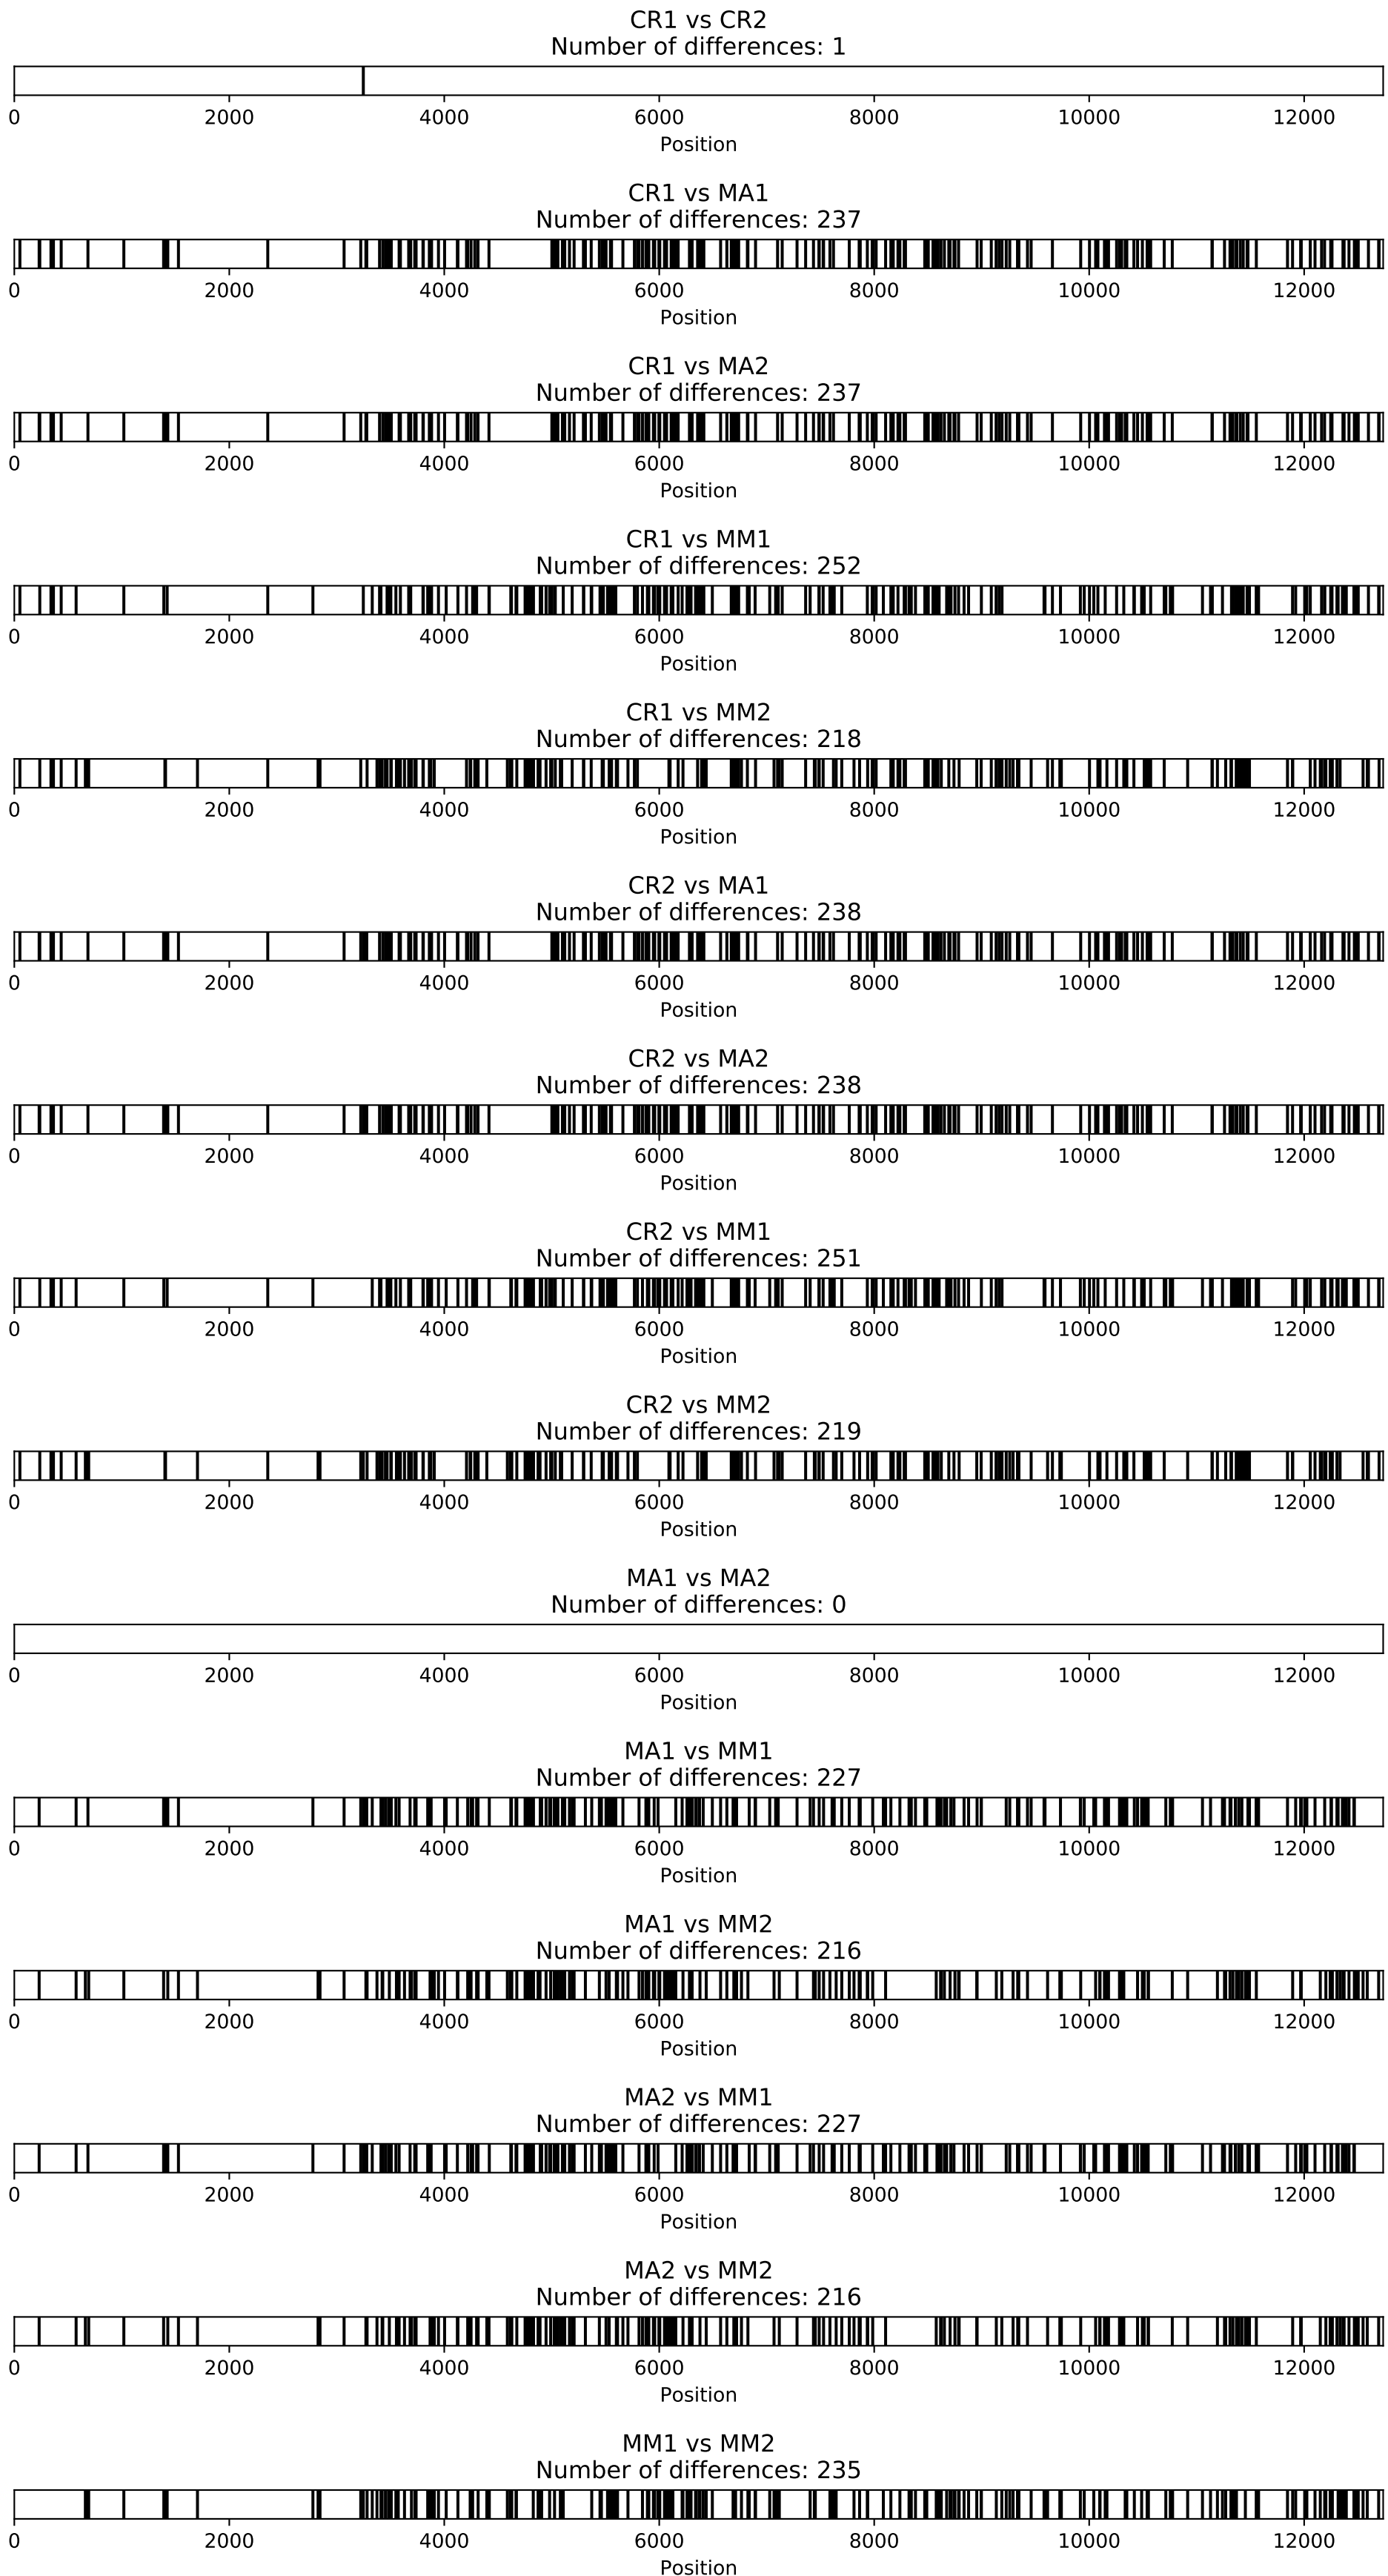 CR1 vs CR2
Number of differences: 1
0 2000 4000 6000 8000 10000 12000
Position
CR1 vs MA1
Number of differences: 237
0 2000 4000 6000 8000 10000 12000
Position
CR1 vs MA2
Number of differences: 237
0 2000 4000 6000 8000 10000 12000
Position
CR1 vs MM1
Number of differences: 252
0 2000 4000 6000 8000 10000 12000
Position
CR1 vs MM2
Number of differences: 218
0 2000 4000 6000 8000 10000 12000
Position
CR2 vs MA1
Number of differences: 238
0 2000 4000 6000 8000 10000 12000
Position
CR2 vs MA2
Number of differences: 238
0 2000 4000 6000 8000 10000 12000
Position
CR2 vs MM1
Number of differences: 251
0 2000 4000 6000 8000 10000 12000
Position
CR2 vs MM2
Number of differences: 219
0 2000 4000 6000 8000 10000 12000
Position
MA1 vs MA2
Number of differences: 0
0 2000 4000 6000 8000 10000 12000
Position
MA1 vs MM1
Number of differences: 227
0 2000 4000 6000 8000 10000 12000
Position
MA1 vs MM2
Number of differences: 216
0 2000 4000 6000 8000 10000 12000
Position
MA2 vs MM1
Number of differences: 227
0 2000 4000 6000 8000 10000 12000
Position
MA2 vs MM2
Number of differences: 216
0 2000 4000 6000 8000 10000 12000
Position
MM1 vs MM2
Number of differences: 235
0 2000 4000 6000 8000 10000 12000
Position